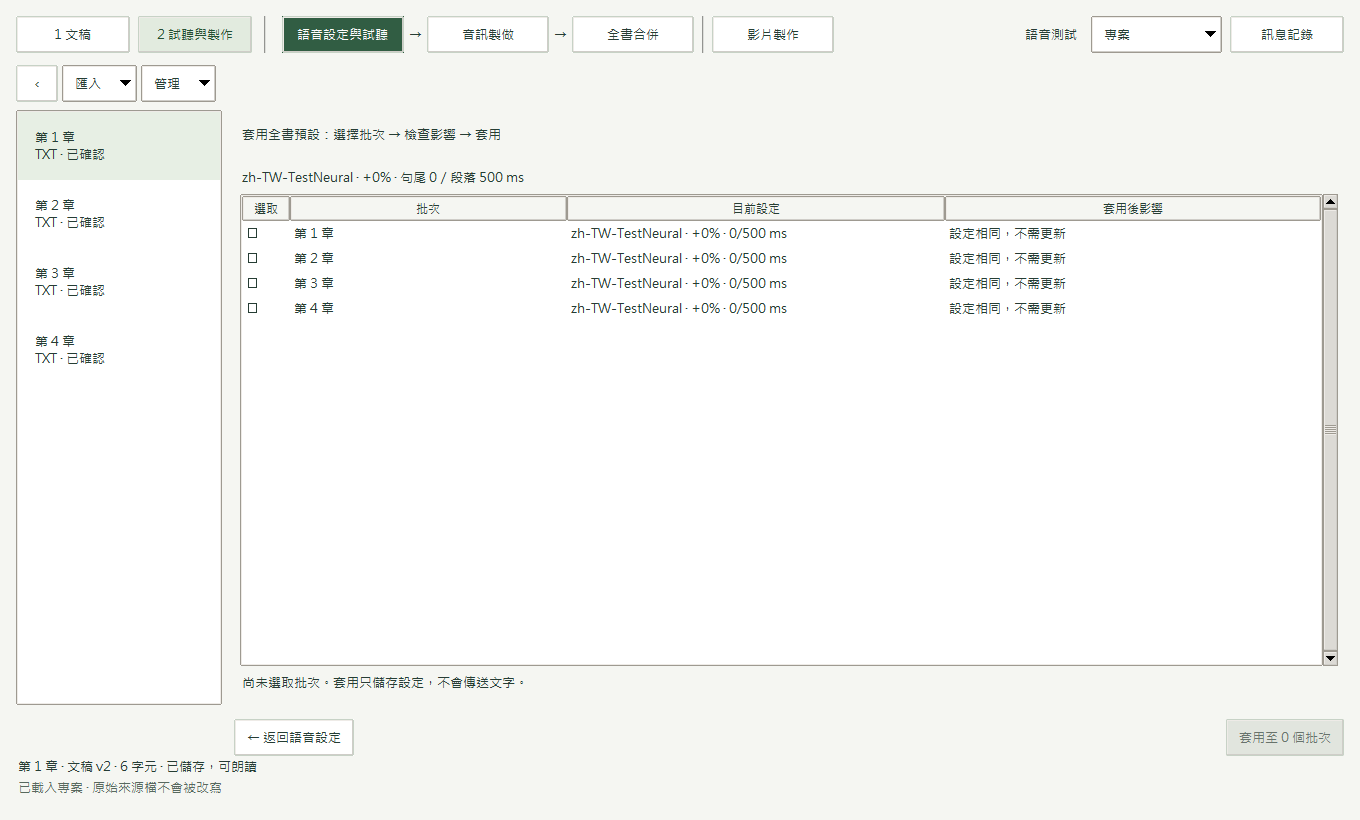 1 文稿 2 試聽與製作 語音設定與試聽 → 音訊製做 → 全書合併 影片製作 語音測試 專案 訊息記錄
‹ 匯入 管理
第 1 章
TXT · 已確認
第 2 章
TXT · 已確認
第 3 章
TXT · 已確認
第 4 章
TXT · 已確認
套用全書預設：選擇批次 → 檢查影響 → 套用
zh-TW-TestNeural · +0% · 句尾 0 / 段落 500 ms
選取 批次 目前設定 套用後影響
第 1 章 zh-TW-TestNeural · +0% · 0/500 ms 設定相同，不需更新
第 2 章 zh-TW-TestNeural · +0% · 0/500 ms 設定相同，不需更新
第 3 章 zh-TW-TestNeural · +0% · 0/500 ms 設定相同，不需更新
第 4 章 zh-TW-TestNeural · +0% · 0/500 ms 設定相同，不需更新
尚未選取批次。套用只儲存設定，不會傳送文字。
← 返回語音設定 套用至 0 個批次
第 1 章 · 文稿 v2 · 6 字元 · 已儲存，可朗讀
已載入專案 · 原始來源檔不會被改寫